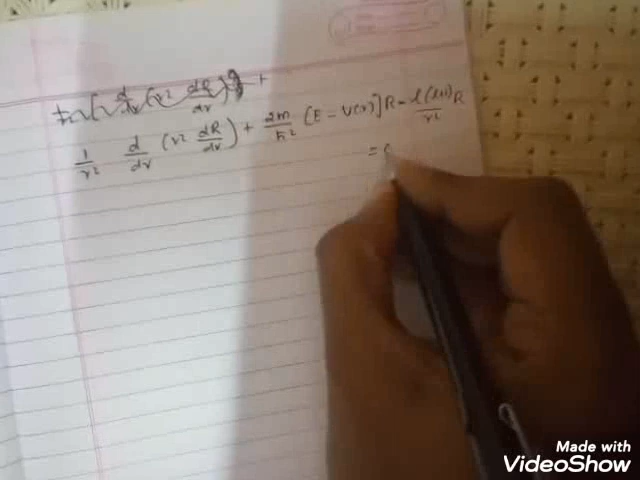 1/r² d/dr (r² dR/dr) + 2m/ħ² [E - V(r)] R - l(l+1)/r² R
= 0
Made with
VideoShow